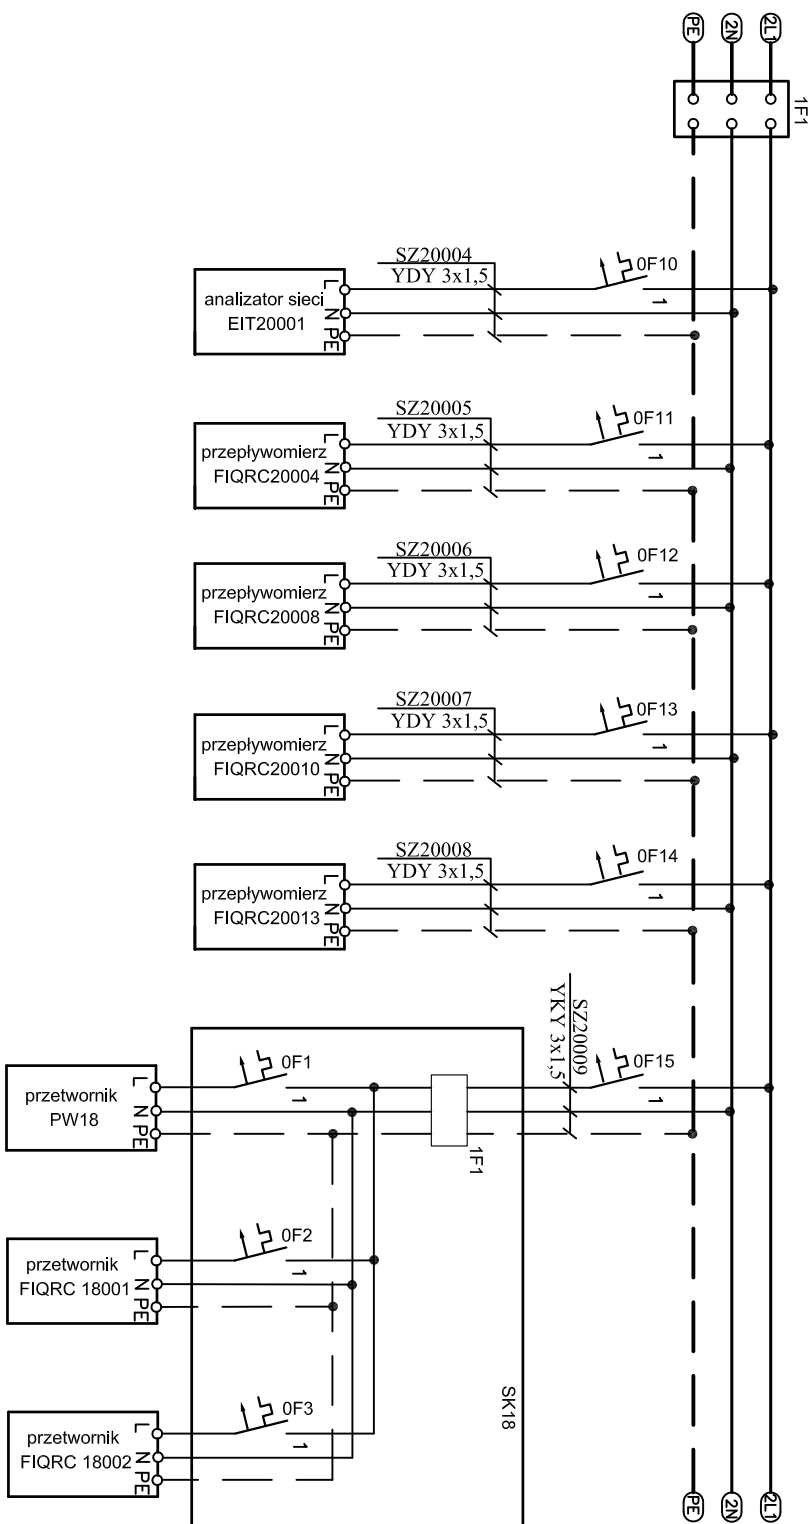 PE
2N
2L1
1F1
SZ20004
YDY 3x1,5
0F10
1
analizator sieci
EIT20001
L
N
PE
SZ20005
YDY 3x1,5
0F11
1
przepływomierz
FIQRC20004
L
N
PE
SZ20006
YDY 3x1,5
0F12
1
przepływomierz
FIQRC20008
L
N
PE
SZ20007
YDY 3x1,5
0F13
1
przepływomierz
FIQRC20010
L
N
PE
SZ20008
YDY 3x1,5
0F14
1
przepływomierz
FIQRC20013
L
N
PE
SZ20009
YKY 3x1,5
0F15
1
0F1
1
1F1
przetwornik
PW18
L
N
PE
0F2
1
przetwornik
FIQRC 18001
L
N
PE
SK18
0F3
1
przetwornik
FIQRC 18002
L
N
PE
PE
2N
2L1